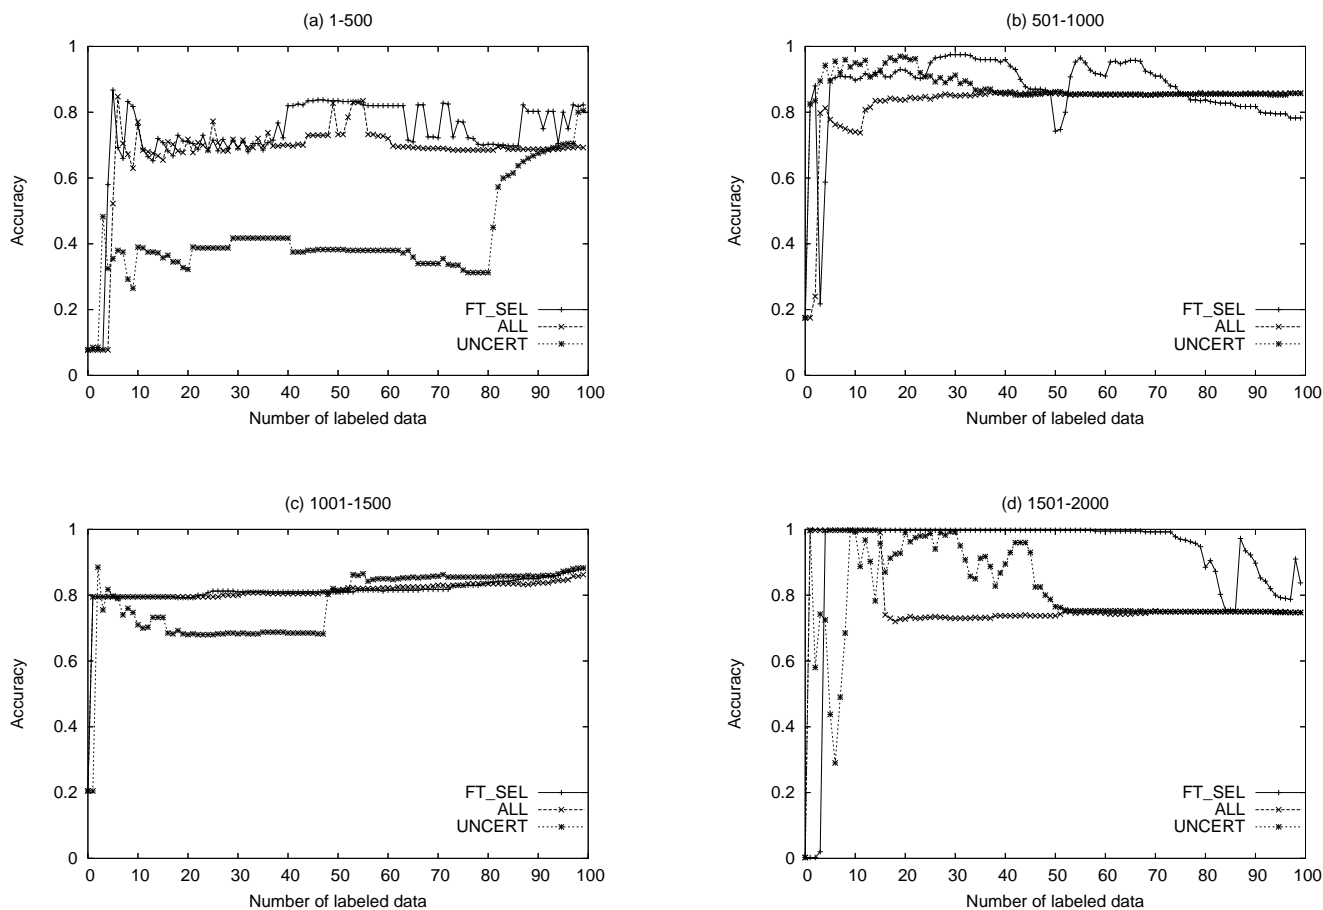 (a) 1-500
1
0.8
0.6
0.4
0.2
0
Accuracy
0 10 20 30 40 50 60 70 80 90 100
Number of labeled data
FT_SEL
ALL
UNCERT
(b) 501-1000
1
0.8
0.6
0.4
0.2
0
Accuracy
0 10 20 30 40 50 60 70 80 90 100
Number of labeled data
FT_SEL
ALL
UNCERT
(c) 1001-1500
1
0.8
0.6
0.4
0.2
0
Accuracy
0 10 20 30 40 50 60 70 80 90 100
Number of labeled data
FT_SEL
ALL
UNCERT
(d) 1501-2000
1
0.8
0.6
0.4
0.2
0
Accuracy
0 10 20 30 40 50 60 70 80 90 100
Number of labeled data
FT_SEL
ALL
UNCERT